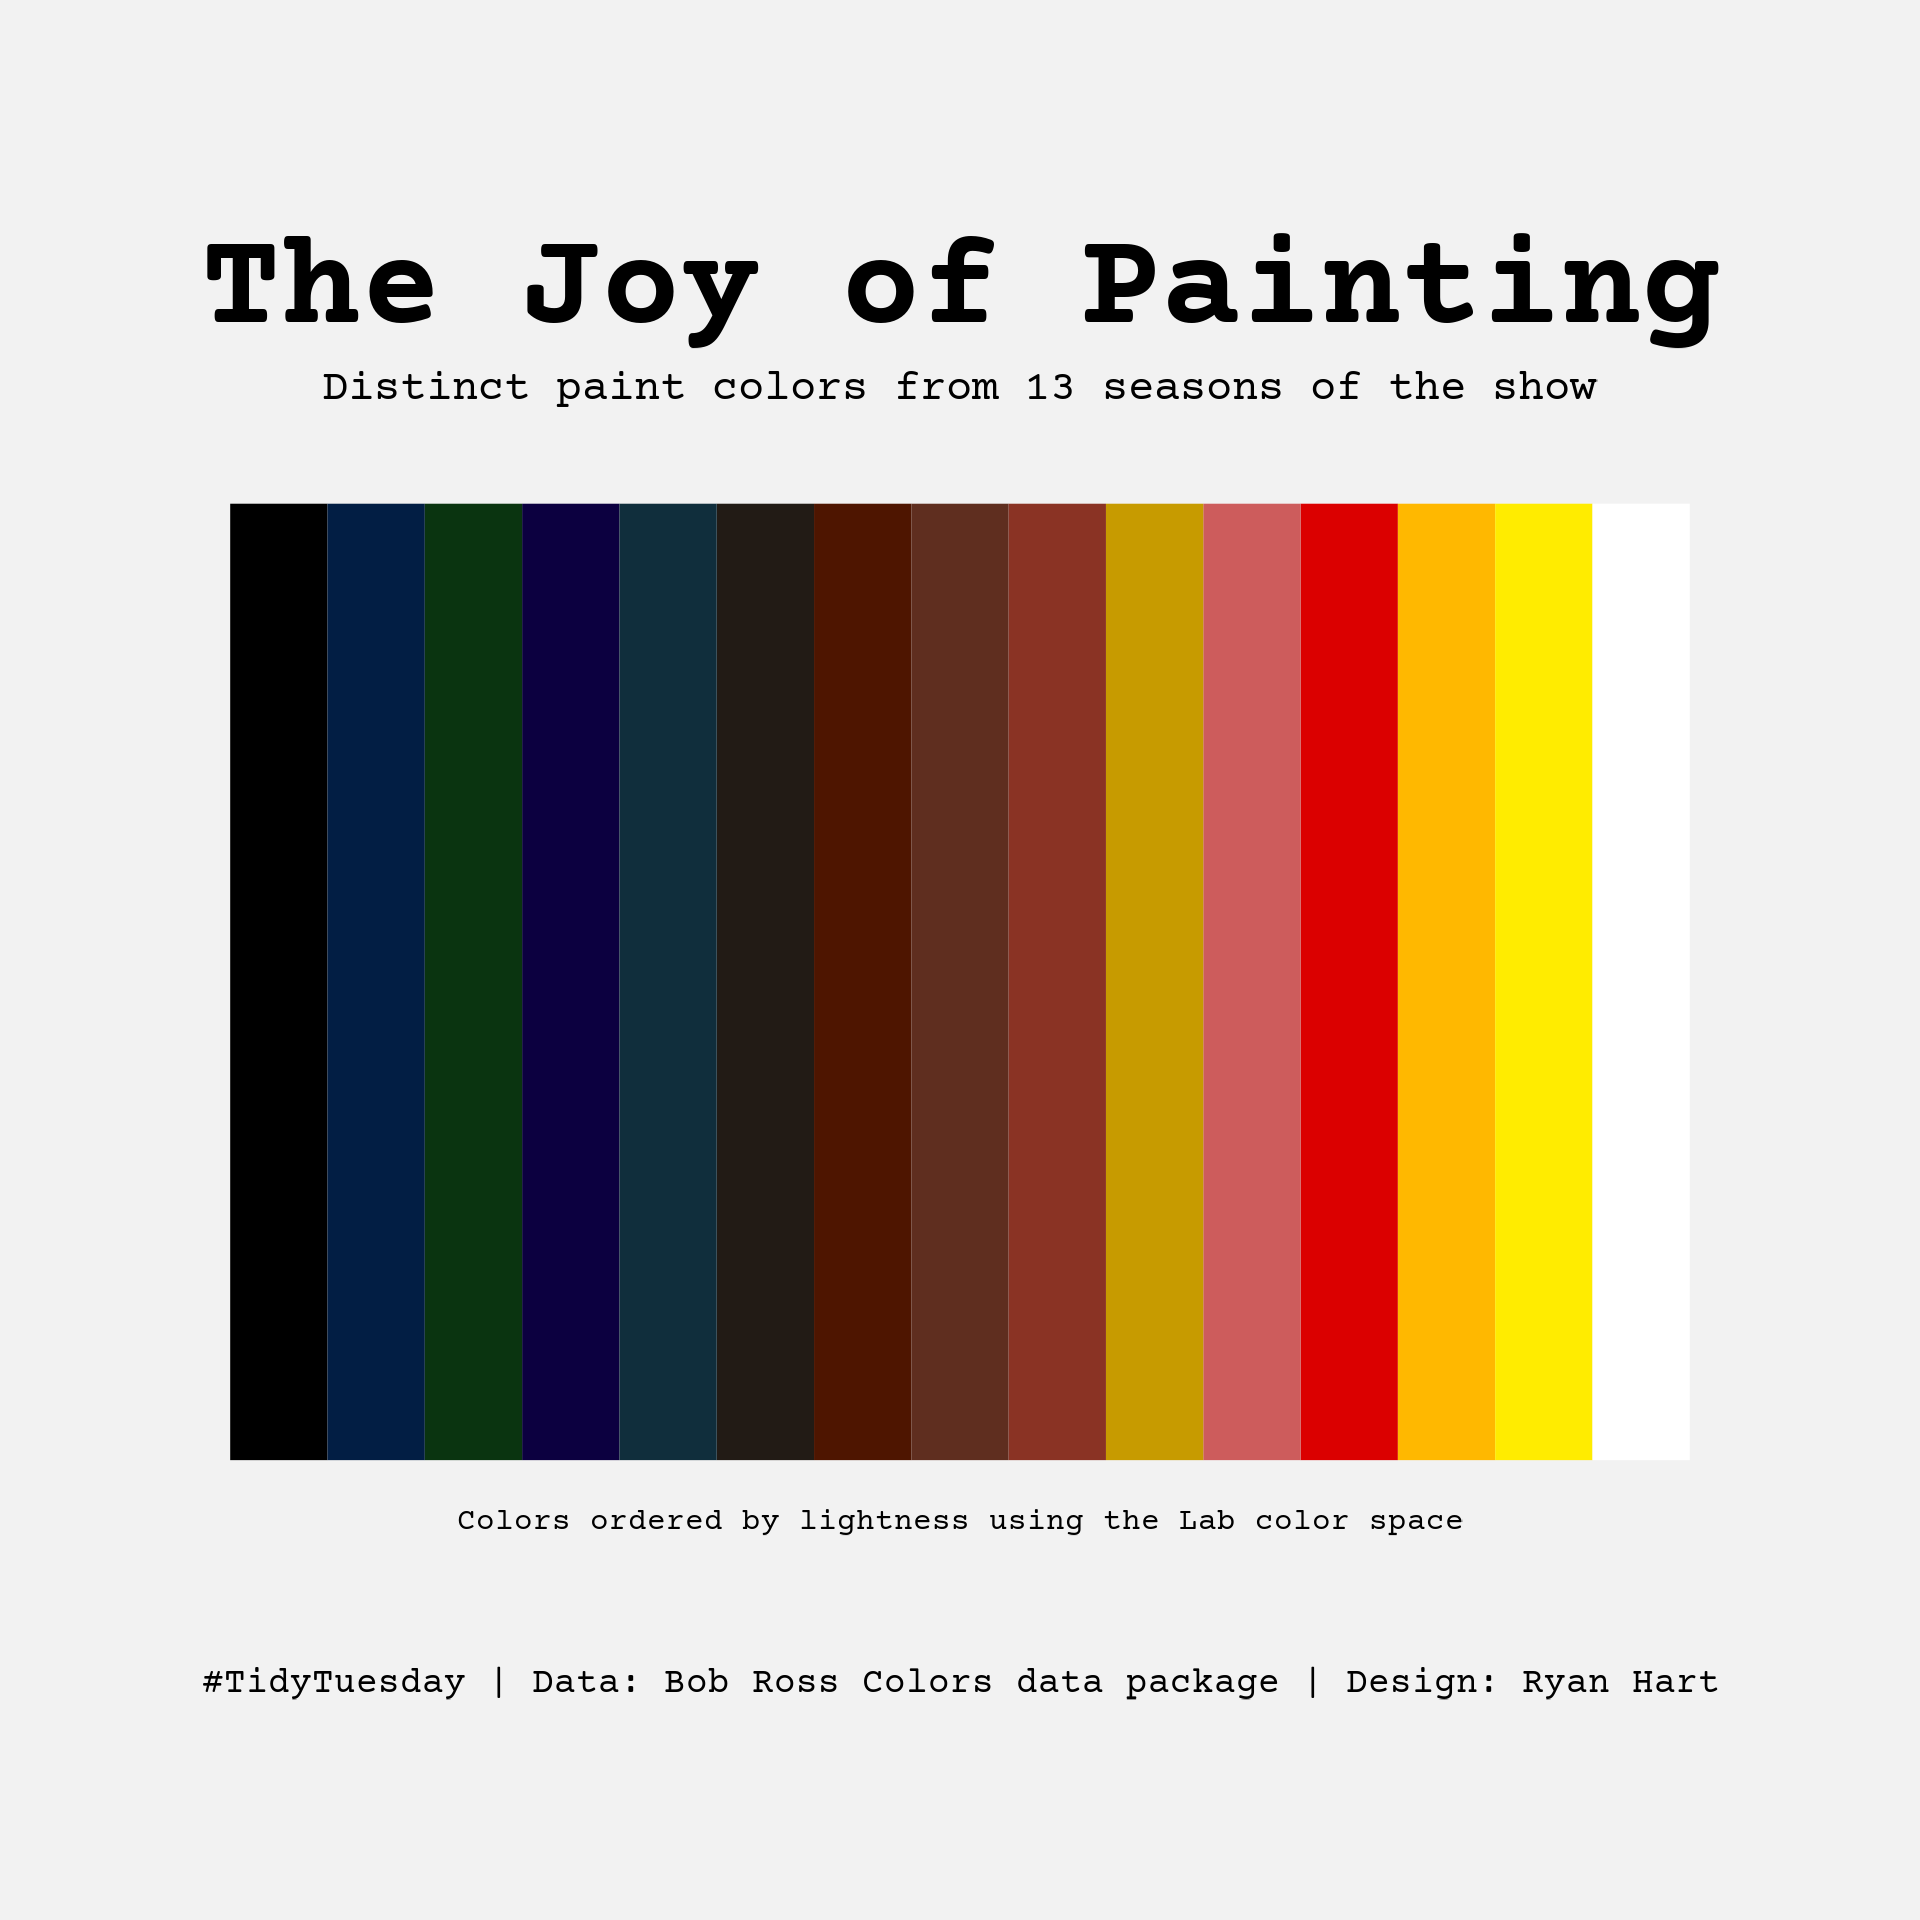 The Joy of Painting
Distinct paint colors from 13 seasons of the show
Colors ordered by lightness using the Lab color space
#TidyTuesday | Data: Bob Ross Colors data package | Design: Ryan Hart